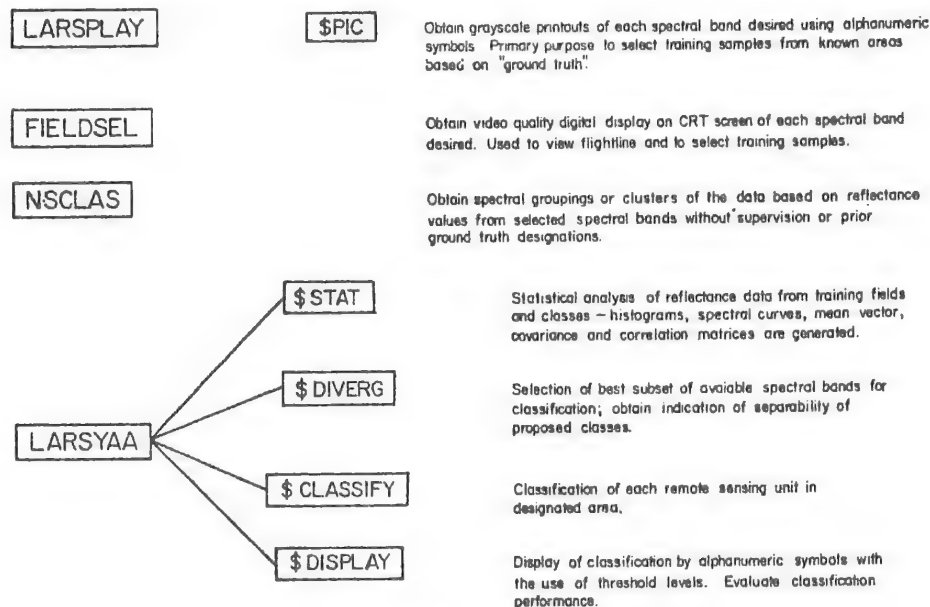 LARSPLAY
$PIC
Obtain grayscale printouts of each spectral band desired using alphanumeric
symbols Primary purpose to select training samples from known areas
based on "ground truth".
FIELDSEL
Obtain video quality digital display on CRT screen of each spectral band
desired. Used to view flightline and to select training samples.
N·SCLAS
Obtain spectral groupings or clusters of the data based on reflectance
values from selected spectral bands without supervision or prior
ground truth designations.
$ STAT
Statistical analysis of reflectance data from training fields
and classes – histograms, spectral curves, mean vector,
covariance and correlation matrices are generated.
$ DIVERG
Selection of best subset of avaiable spectral bands for
classification; obtain indication of separability of
proposed classes.
LARSYAA
$ CLASSIFY
Classification of each remote sensing unit in
designated area.
$ DISPLAY
Display of classification by alphanumeric symbols with
the use of threshold levels. Evaluate classification
performance.